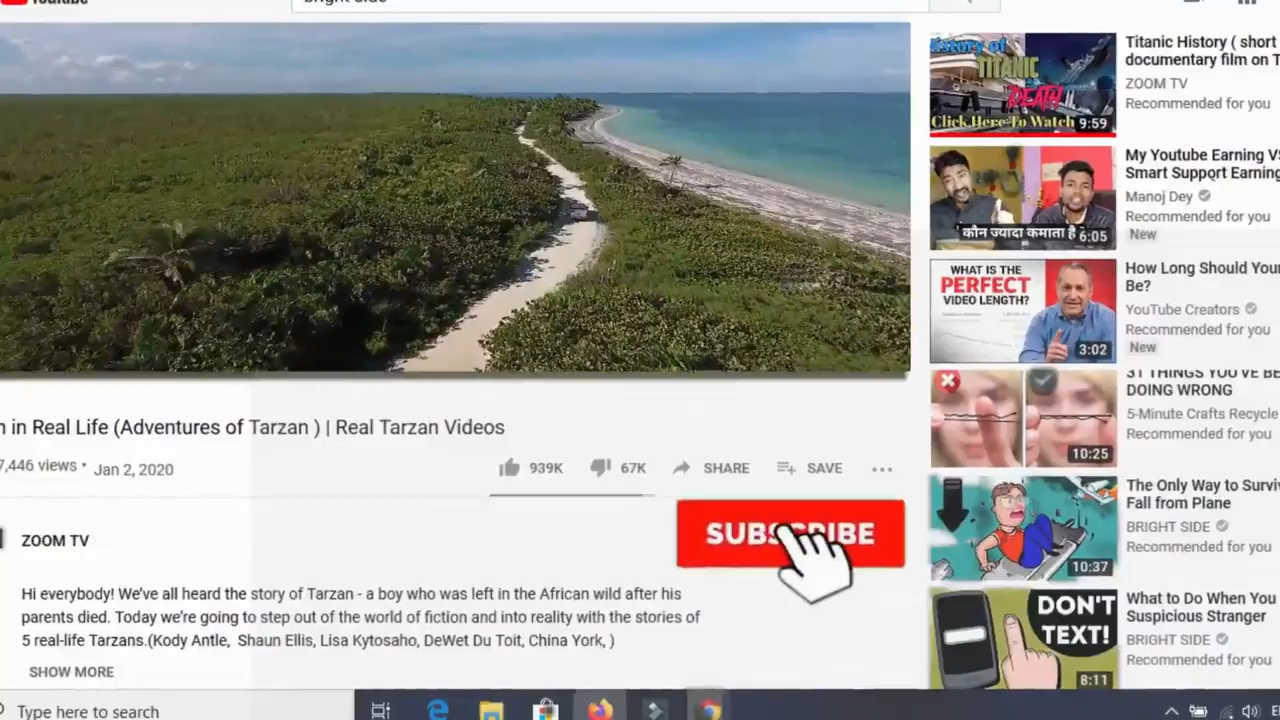 YouTube
bright side
n in Real Life (Adventures of Tarzan ) | Real Tarzan Videos
7,446 views • Jan 2, 2020
939K
67K
SHARE
SAVE
SUBSCRIBE
ZOOM TV
Hi everybody! We've all heard the story of Tarzan - a boy who was left in the African wild after his
parents died. Today we're going to step out of the world of fiction and into reality with the stories of
5 real-life Tarzans.(Kody Antle, Shaun Ellis, Lisa Kytosaho, DeWet Du Toit, China York, )
SHOW MORE
History of
TITANIC
DEATH
Click Here To Watch 9:59
Titanic History ( short
documentary film on T
ZOOM TV
Recommended for you
कौन ज्यादा कमाता है 6:05
My Youtube Earning VS
Smart Support Earning
Manoj Dey
Recommended for you
New
WHAT IS THE
PERFECT
VIDEO LENGTH?
3:02
How Long Should Your
Be?
YouTube Creators
Recommended for you
New
10:25
31 THINGS YOU'VE BE
DOING WRONG
5-Minute Crafts Recycle
Recommended for you
10:37
The Only Way to Surviv
Fall from Plane
BRIGHT SIDE
Recommended for you
DON'T
TEXT!
8:11
What to Do When You
Suspicious Stranger
BRIGHT SIDE
Recommended for you
Type here to search